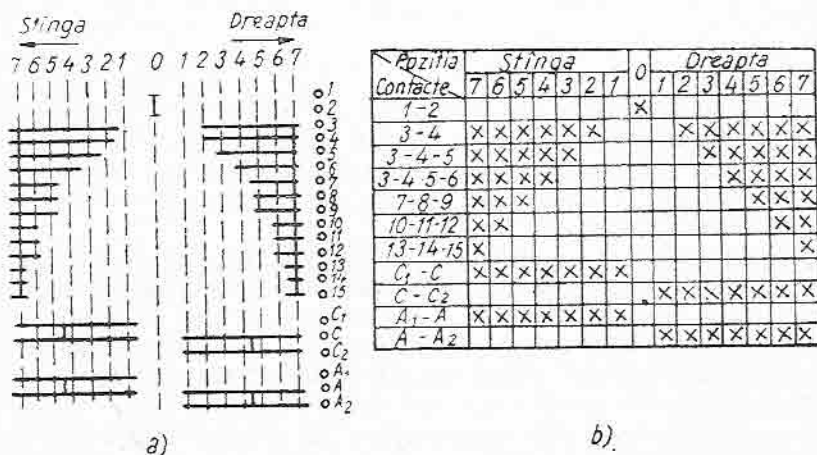 Stînga
Dreapta
7 6 5 4 3 2 1 0 1 2 3 4 5 6 7
1
2
3
4
5
6
7
8
9
10
11
12
13
14
15
C1
C
C2
A1
A
A2
a)
Poziția Stînga 0 Dreapta
Contacte 7 6 5 4 3 2 1 1 2 3 4 5 6 7
1-2 x
3-4 x x x x x x x x x x x x
3-4-5 x x x x x x x x x x
3-4-5-6 x x x x x x x x
7-8-9 x x x x x x
10-11-12 x x x x
13-14-15 x x
C1-C x x x x x x x
C-C2 x x x x x x x
A1-A x x x x x x x
A-A2 x x x x x x x
b).